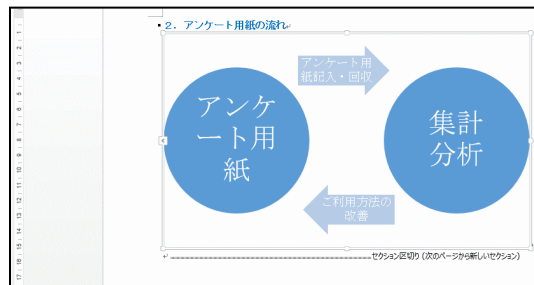 2. アンケート用紙の流れ
アンケート用
紙記入・回収
アンケ
ート用
紙
集計
分析
ご利用方法の
改善
セクション区切り (次のページから新しいセクション)